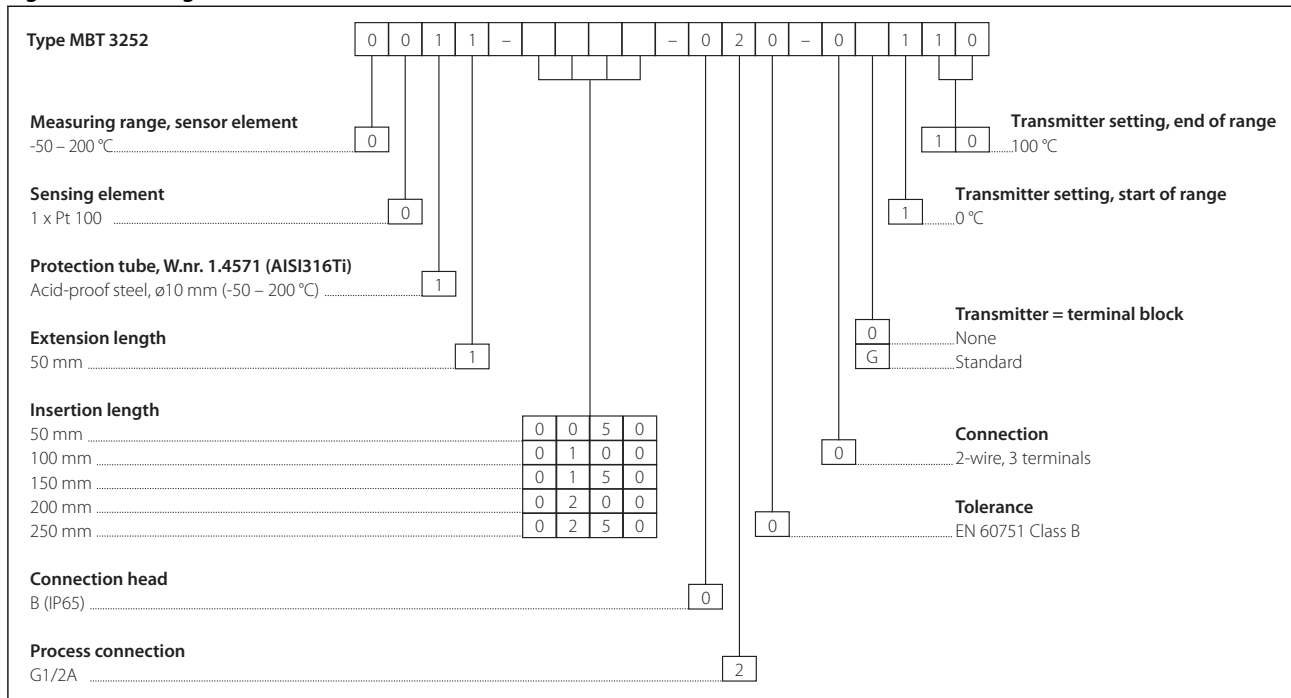 Type MBT 3252
0 0 1 1 – – 0 2 0 – 0 1 1 0
Measuring range, sensor element
-50 – 200 °C 0
Sensing element
1 x Pt 100 0
Protection tube, W.nr. 1.4571 (AISI316Ti)
Acid-proof steel, ø10 mm (-50 – 200 °C) 1
Extension length
50 mm 1
Insertion length
50 mm 0 0 5 0
100 mm 0 1 0 0
150 mm 0 1 5 0
200 mm 0 2 0 0
250 mm 0 2 5 0
Connection head
B (IP65) 0
Process connection
G1/2A 2
Transmitter setting, end of range
1 0 100 °C
Transmitter setting, start of range
1 0 °C
Transmitter = terminal block
0 None
G Standard
Connection
0 2-wire, 3 terminals
Tolerance
0 EN 60751 Class B